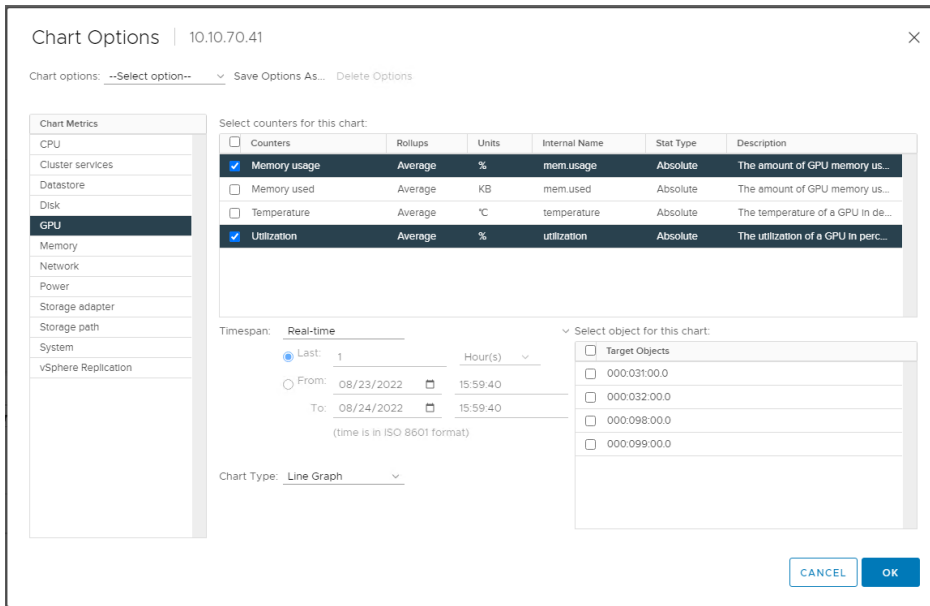 Chart Options 10.10.70.41
Chart options: --Select option-- Save Options As... Delete Options
Chart Metrics
CPU
Cluster services
Datastore
Disk
GPU
Memory
Network
Power
Storage adapter
Storage path
System
vSphere Replication
Select counters for this chart:
Counters Rollups Units Internal Name Stat Type Description
Memory usage Average % mem.usage Absolute The amount of GPU memory us...
Memory used Average KB mem.used Absolute The amount of GPU memory us...
Temperature Average °C temperature Absolute The temperature of a GPU in de...
Utilization Average % utilization Absolute The utilization of a GPU in perc...
Timespan: Real-time
Last: 1 Hour(s)
From: 08/23/2022 15:59:40
To: 08/24/2022 15:59:40
(time is in ISO 8601 format)
Chart Type: Line Graph
Select object for this chart:
Target Objects
000:031:00.0
000:032:00.0
000:098:00.0
000:099:00.0
CANCEL OK